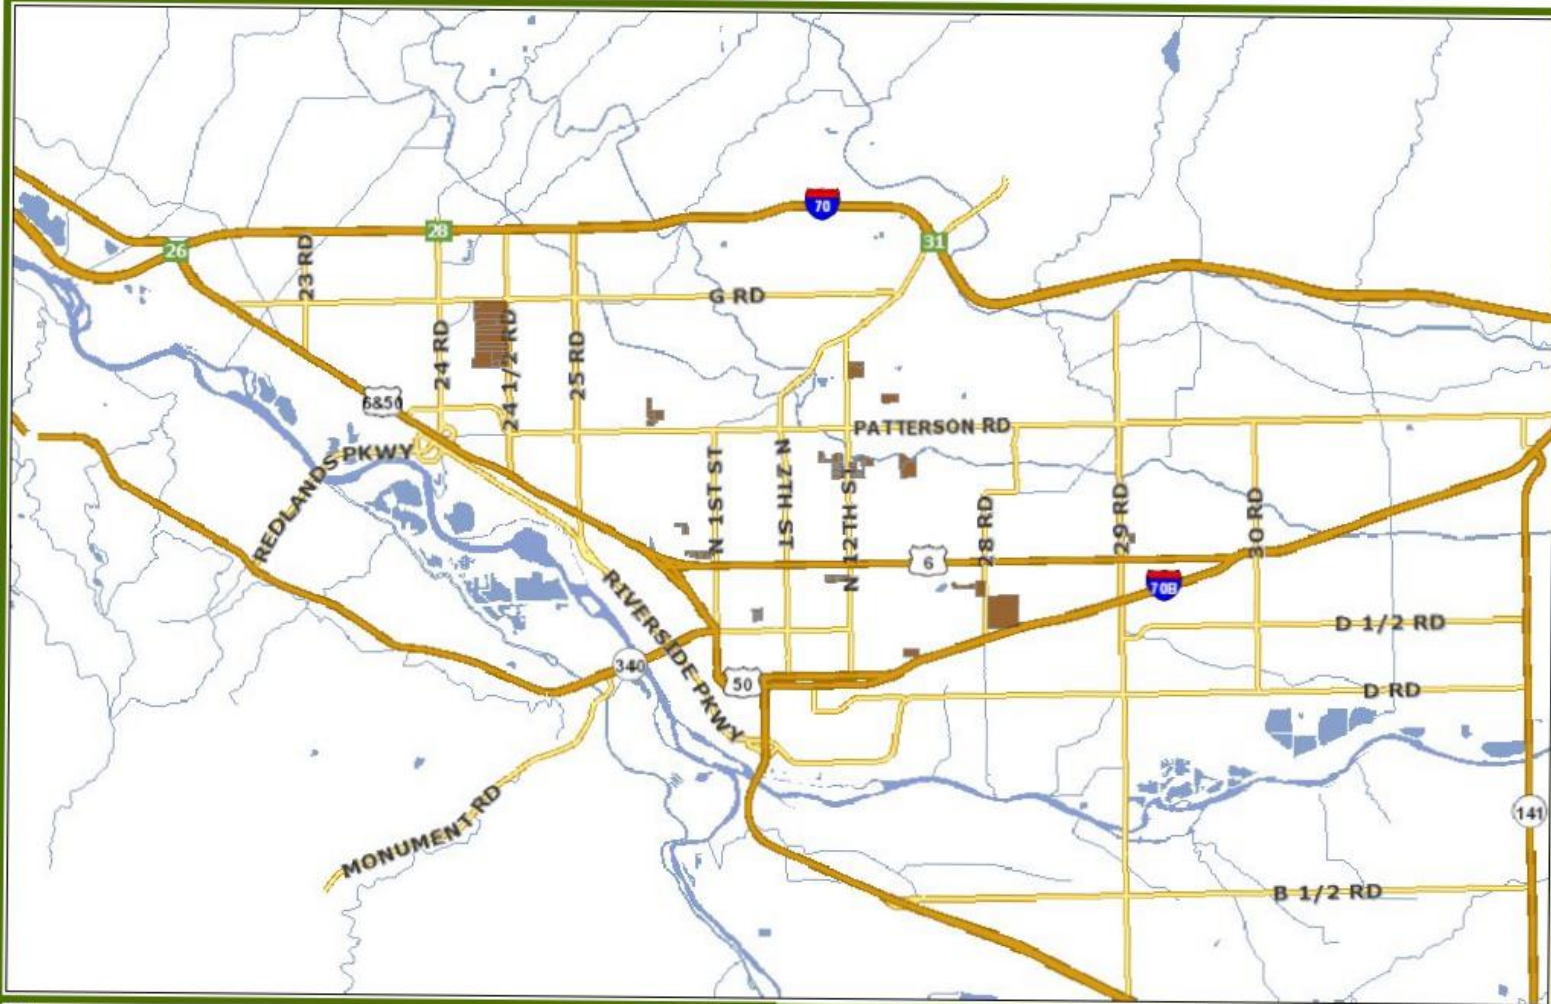 70
28
31
26
23 RD
G RD
24 RD
24 1/2 RD
25 RD
6&50
PATTERSON RD
REDLANDS PKWY
N 1ST ST
N 7TH ST
N 12TH ST
28 RD
29 RD
30 RD
6
70B
RIVERSIDE PKWY
D 1/2 RD
340
50
D RD
MONUMENT RD
141
B 1/2 RD